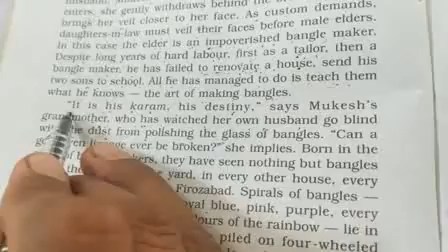 enters, she gently withdraws behind the
brings her veil closer to her face. As custom demands,
daughters-in-law must veil their faces before male elders.
In this case the elder is an impoverished bangle maker.
Despite long years of hard labour, first as a tailor, then a
bangle maker, he has failed to renovate a house, send his
two sons to school. All he has managed to do is teach them
what he knows — the art of making bangles.
"It is his karam, his destiny," says Mukesh's
grandmother, who has watched her own husband go blind
with the dust from polishing the glass of bangles. "Can a
lineage ever be broken?" she implies. Born in the
they have seen nothing but bangles
yard, in every other house, every
Firozabad. Spirals of bangles —
blue, pink, purple, every
of the rainbow — lie in
piled on four-wheeled